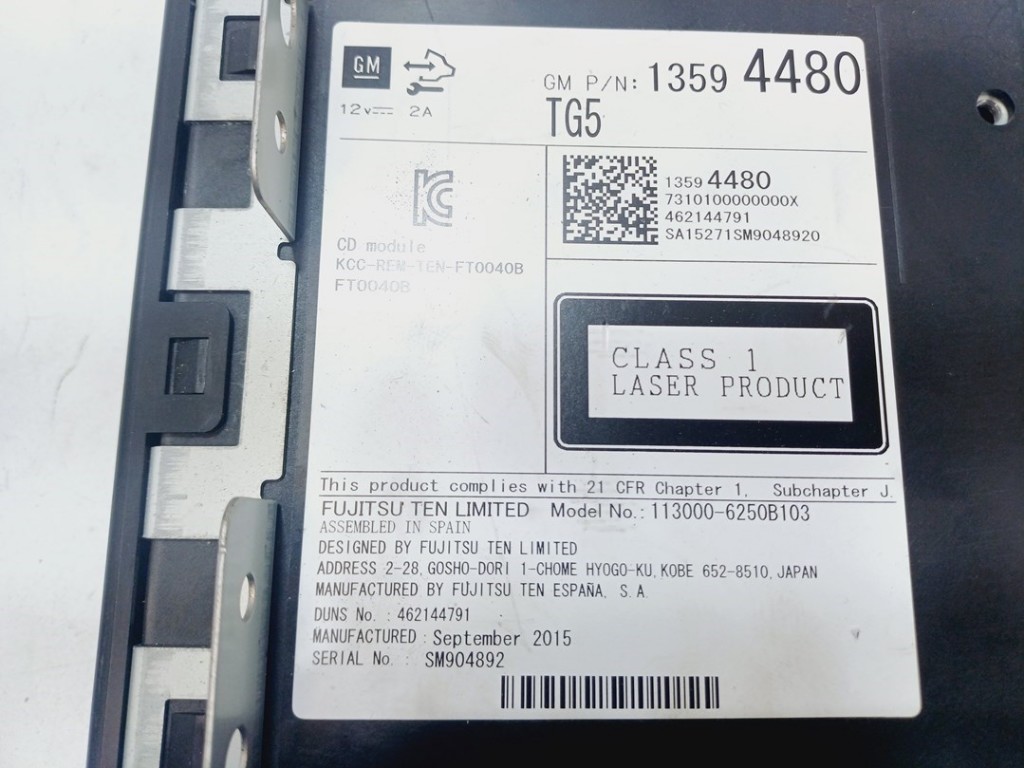 GM
12v 2A
GM P/N: 1359 4480
TG5
CD module
KCC-REM-TEN-FT0040B
FT0040B
1359 4480
7310100000000X
462144791
SA15271SM9048920
CLASS 1
LASER PRODUCT
This product complies with 21 CFR Chapter 1, Subchapter J.
FUJITSU TEN LIMITED Model No.: 113000-6250B103
ASSEMBLED IN SPAIN
DESIGNED BY FUJITSU TEN LIMITED
ADDRESS 2-28, GOSHO-DORI 1-CHOME HYOGO-KU, KOBE 652-8510, JAPAN
MANUFACTURED BY FUJITSU TEN ESPAÑA, S.A.
DUNS No. : 462144791
MANUFACTURED : September 2015
SERIAL No. : SM904892